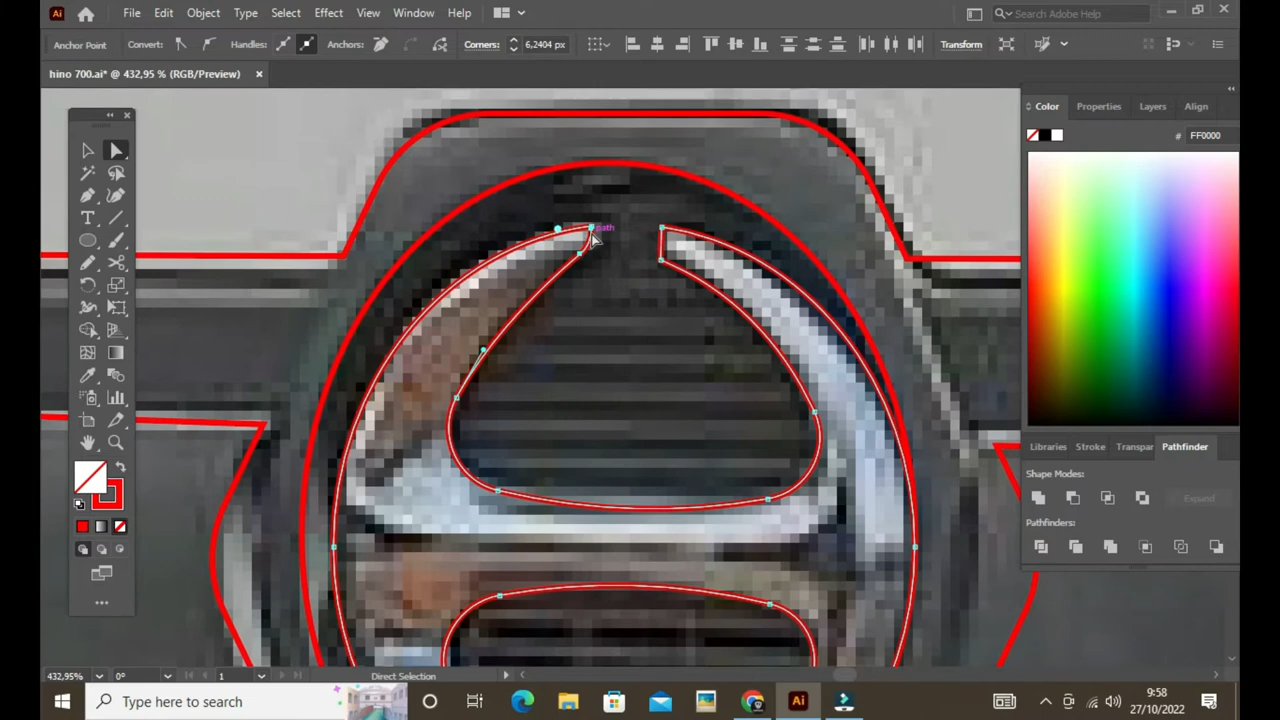 Ai
File Edit Object Type Select Effect View Window Help
Search Adobe Help
Anchor Point Convert: Handles: Anchors: Corners: 6,2404 px Transform
hino 700.ai* @ 432,95 % (RGB/Preview) ×
Color Properties Layers Align
# FF0000
path
Libraries Stroke Transpar Pathfinder
Shape Modes:
Expand
Pathfinders:
432,95% 0° 1 Direct Selection
Type here to search
Ai
9:58
27/10/2022